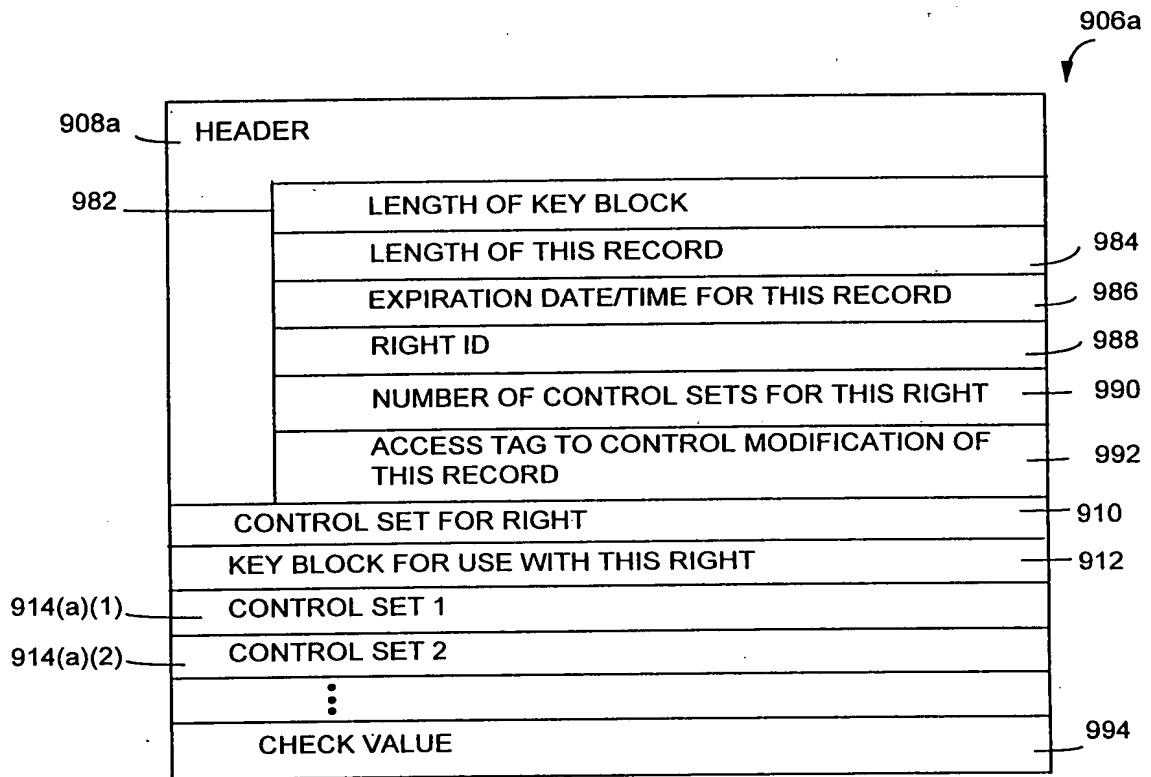 906a
908a HEADER
982 LENGTH OF KEY BLOCK
LENGTH OF THIS RECORD 984
EXPIRATION DATE/TIME FOR THIS RECORD 986
RIGHT ID 988
NUMBER OF CONTROL SETS FOR THIS RIGHT 990
ACCESS TAG TO CONTROL MODIFICATION OF
THIS RECORD 992
CONTROL SET FOR RIGHT 910
KEY BLOCK FOR USE WITH THIS RIGHT 912
914(a)(1) CONTROL SET 1
914(a)(2) CONTROL SET 2
CHECK VALUE 994